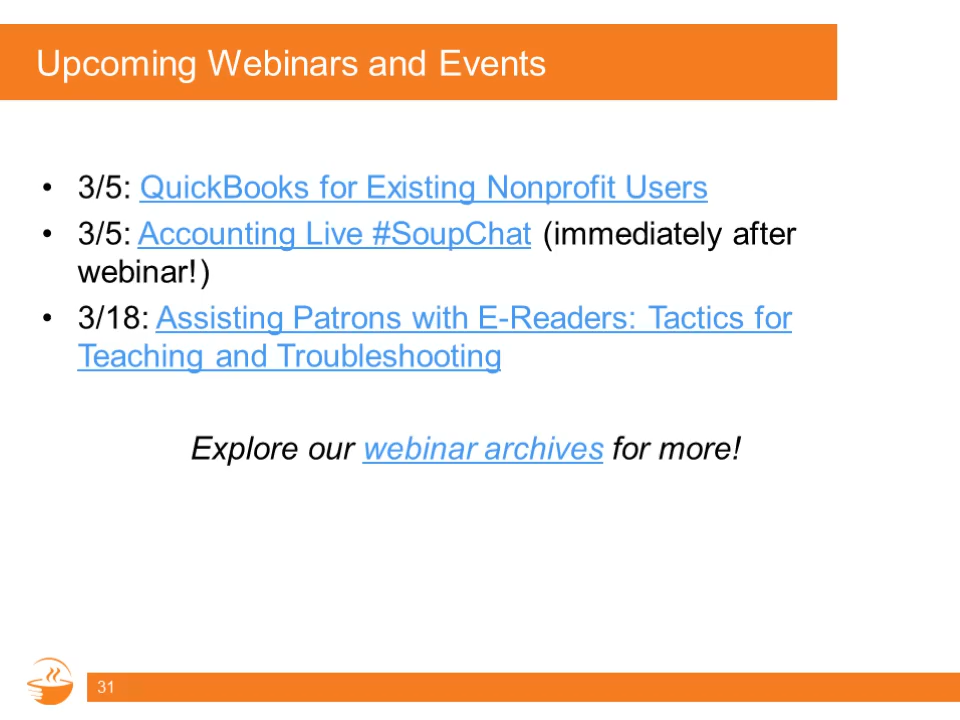 Upcoming Webinars and Events
• 3/5: QuickBooks for Existing Nonprofit Users
• 3/5: Accounting Live #SoupChat (immediately after
webinar!)
• 3/18: Assisting Patrons with E-Readers: Tactics for
Teaching and Troubleshooting
Explore our webinar archives for more!
31